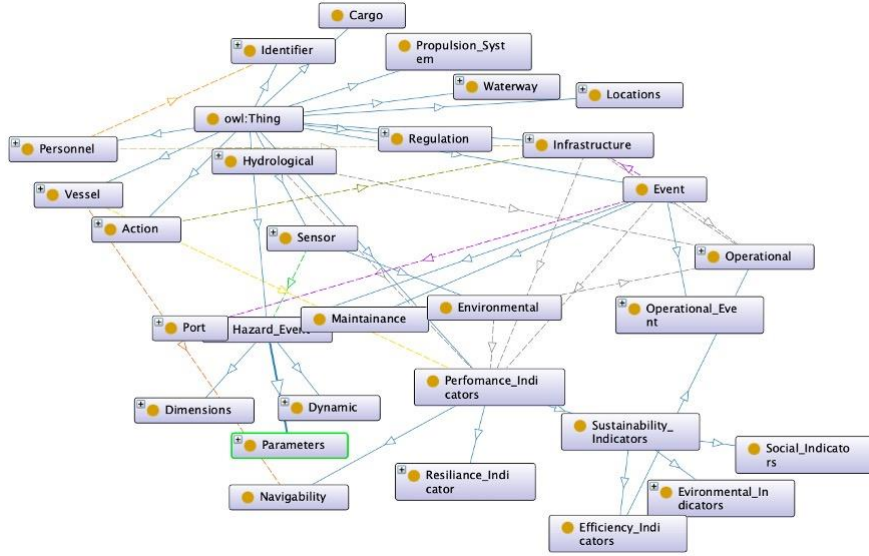 Cargo
Identifier
Propulsion_Syst
em
Waterway
Locations
owl:Thing
Personnel
Regulation
Infrastructure
Hydrological
Vessel
Event
Action
Sensor
Operational
Port
Hazard_Event
Maintainance
Environmental
Operational_Eve
nt
Perfomance_Indi
cators
Dimensions
Dynamic
Parameters
Sustainability_
Indicators
Social_Indicato
rs
Resiliance_Indi
cator
Navigability
Evironmental_In
dicators
Efficiency_Indi
cators